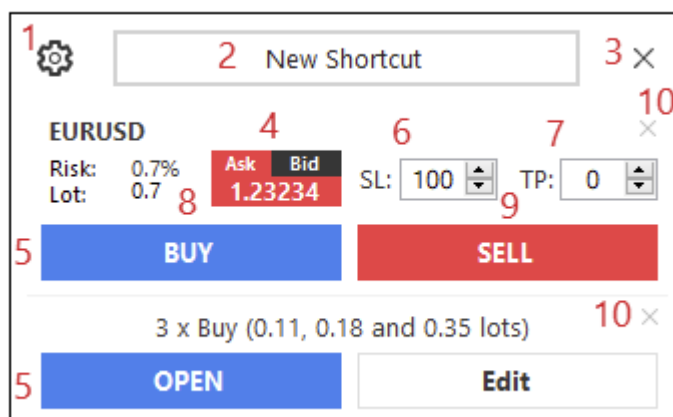 1 2 New Shortcut 3 ×
10 ×
EURUSD 4 6 7
Risk: 0.7% Ask Bid SL: 100 TP: 0
Lot: 0.7 8 1.23234 9
5 BUY SELL
3 x Buy (0.11, 0.18 and 0.35 lots) 10 ×
5 OPEN Edit